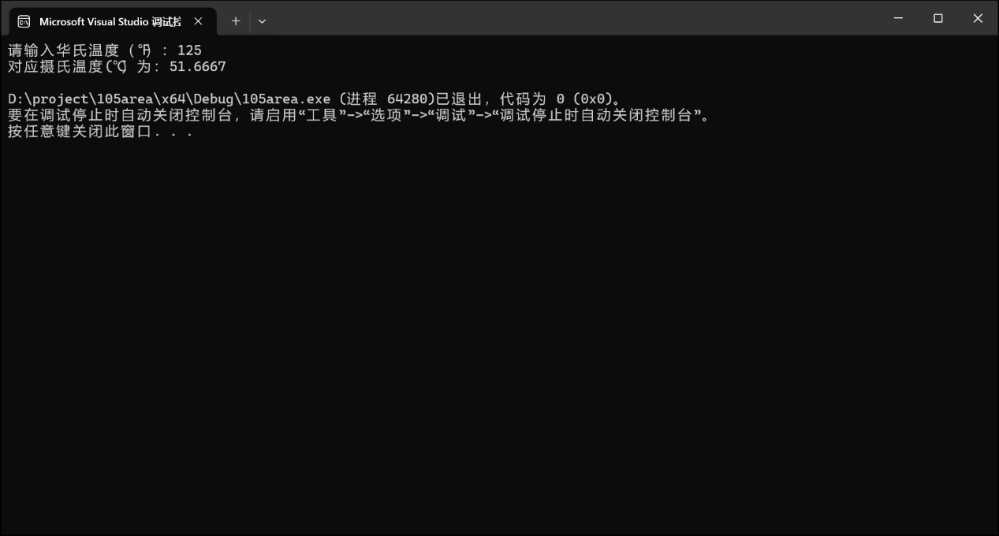 Microsoft Visual Studio 调试控
请输入华氏温度（℉）：125
对应摄氏温度(℃) 为：51.6667
D:\project\105area\x64\Debug\105area.exe (进程 64280)已退出，代码为 0 (0x0)。
要在调试停止时自动关闭控制台，请启用“工具”->“选项”->“调试”->“调试停止时自动关闭控制台”。
按任意键关闭此窗口. . .